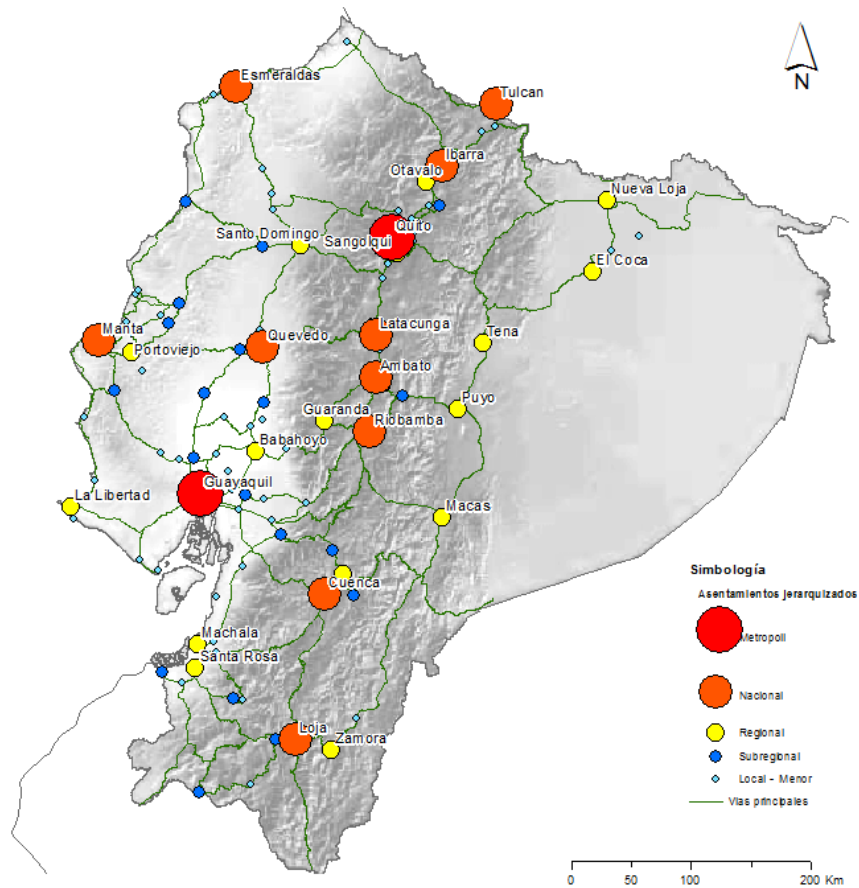 Esmeraldas
Tulcan
N
Ibarra
Otavalo
Nueva Loja
Quito
Santo Domingo
Sangolqui
El Coca
Manta
Quevedo
Latacunga
Tena
Portoviejo
Ambato
Guaranda
Puyo
Riobamba
Babahoyo
Guayaquil
La Libertad
Macas
Cuenca
Machala
Santa Rosa
Loja
Zamora
Simbología
Asentamientos jerarquizados
Metropoli
Nacional
Regional
Subregional
Local - Menor
Vías principales
0 50 100 200 Km